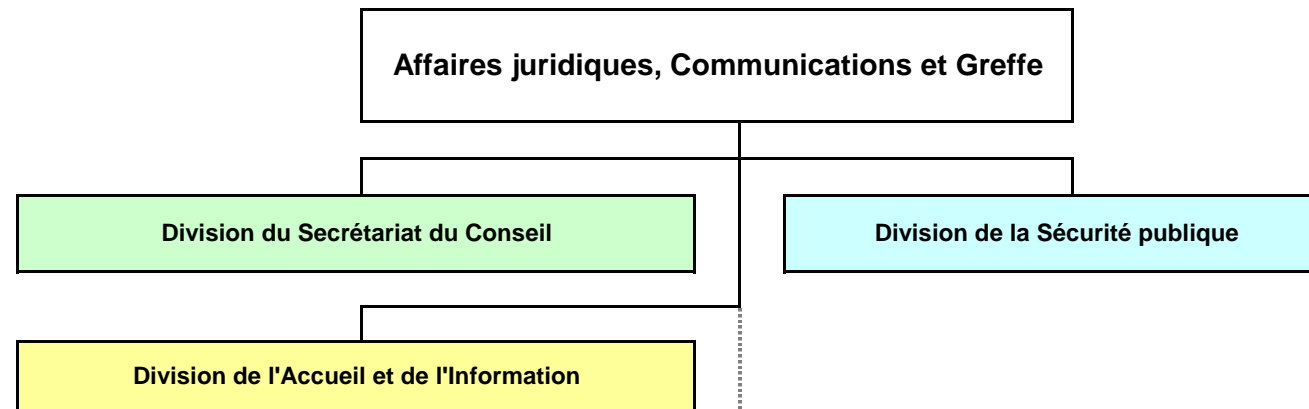 Affaires juridiques, Communications et Greffe
Division du Secrétariat du Conseil
Division de la Sécurité publique
Division de l'Accueil et de l'Information